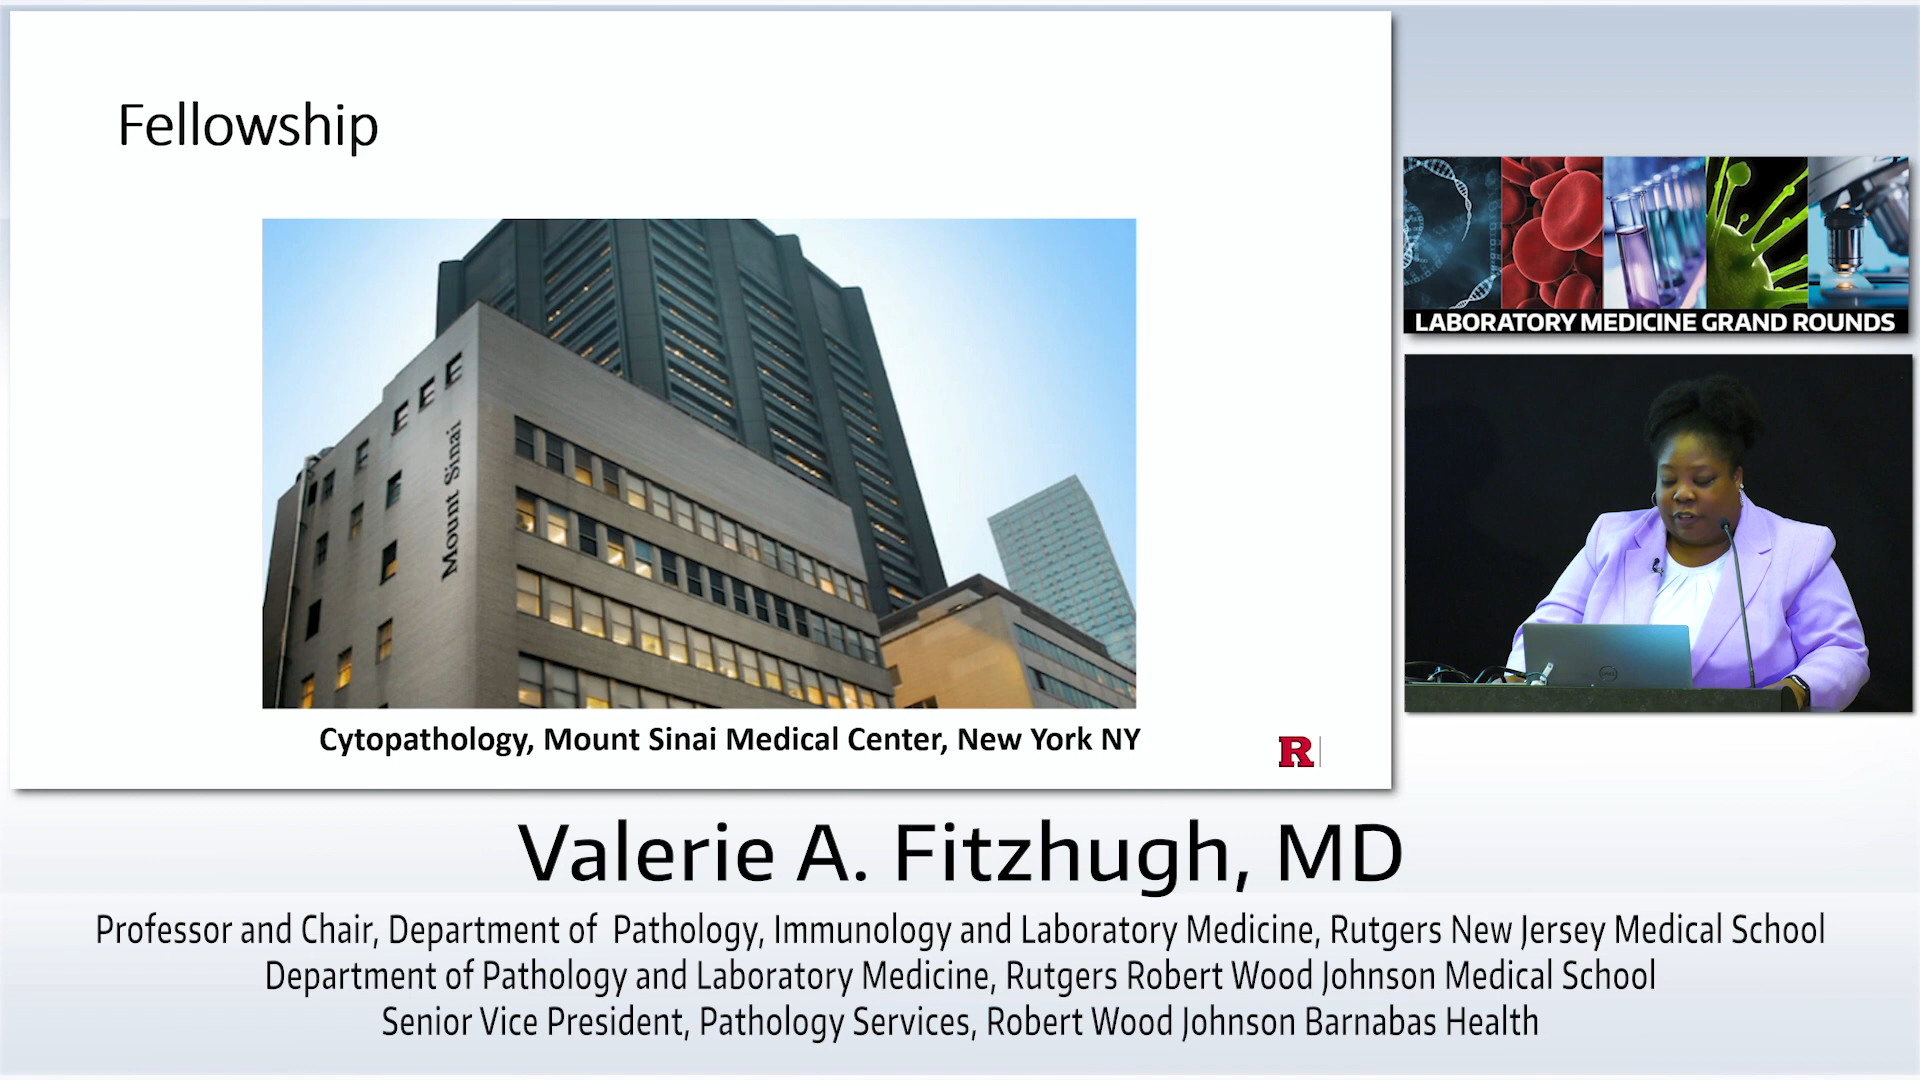 Fellowship
Mount Sinai
Cytopathology, Mount Sinai Medical Center, New York NY
R
LABORATORY MEDICINE GRAND ROUNDS
Valerie A. Fitzhugh, MD
Professor and Chair, Department of Pathology, Immunology and Laboratory Medicine, Rutgers New Jersey Medical School
Department of Pathology and Laboratory Medicine, Rutgers Robert Wood Johnson Medical School
Senior Vice President, Pathology Services, Robert Wood Johnson Barnabas Health